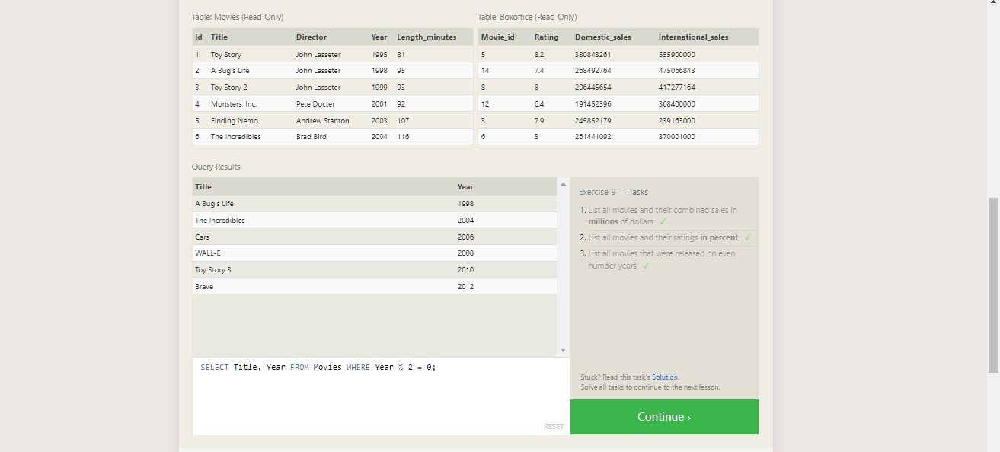 Table: Movies (Read-Only) Table: Boxoffice (Read-Only)
Id Title Director Year Length_minutes Movie_id Rating Domestic_sales International_sales
1 Toy Story John Lasseter 1995 81 5 8.2 380843261 555900000
2 A Bug's Life John Lasseter 1998 95 14 7.4 268492764 475066843
3 Toy Story 2 John Lasseter 1999 93 8 8 206445654 417277164
4 Monsters, Inc. Pete Docter 2001 92 12 6.4 191452396 368400000
5 Finding Nemo Andrew Stanton 2003 107 3 7.9 245852179 239163000
6 The Incredibles Brad Bird 2004 116 6 8 261441092 370001000
Query Results
Title Year
A Bug's Life 1998
The Incredibles 2004
Cars 2006
WALL-E 2008
Toy Story 3 2010
Brave 2012
SELECT Title, Year FROM Movies WHERE Year % 2 = 0;
RESET
Exercise 9 — Tasks
1. List all movies and their combined sales in
millions of dollars ✓
2. List all movies and their ratings in percent ✓
3. List all movies that were released on even
number years ✓
Stuck? Read this task's Solution.
Solve all tasks to continue to the next lesson.
Continue ›